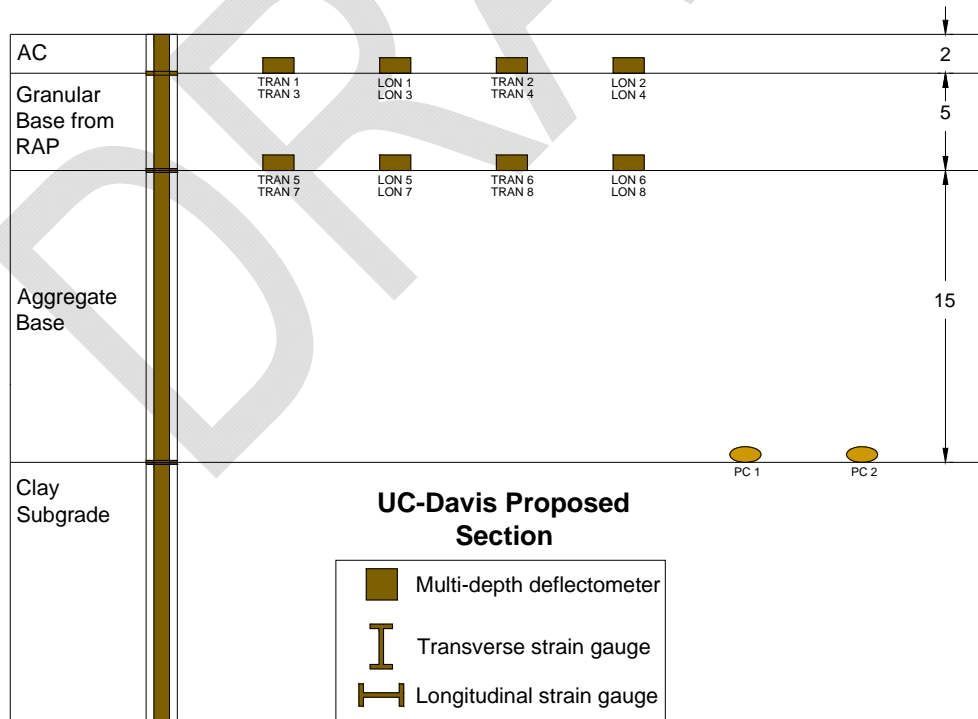 AC
2
TRAN 1
TRAN 3
LON 1
LON 3
TRAN 2
TRAN 4
LON 2
LON 4
Granular
Base from
RAP
5
TRAN 5
TRAN 7
LON 5
LON 7
TRAN 6
TRAN 8
LON 6
LON 8
Aggregate
Base
15
PC 1
PC 2
Clay
Subgrade
UC-Davis Proposed
Section
Multi-depth deflectometer
Transverse strain gauge
Longitudinal strain gauge